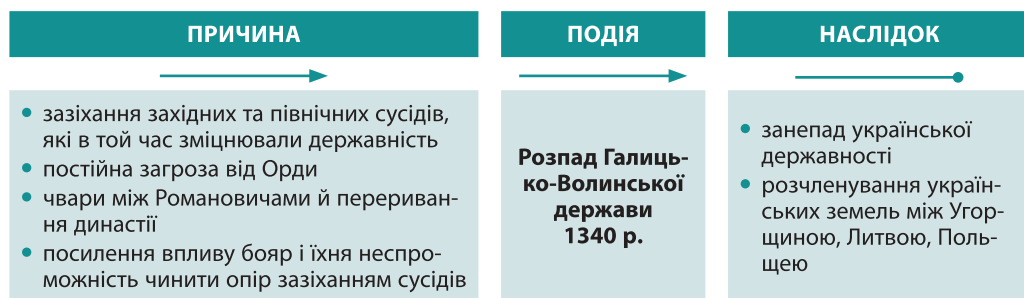 ПРИЧИНА
зазіхання західних та північних сусідів,
які в той час зміцнювали державність
постійна загроза від Орди
чвари між Романовичами й перериван-
ня династії
посилення впливу бояр і їхня неспро-
можність чинити опір зазіханням сусідів
ПОДІЯ
Розпад Галиць-
ко-Волинської
держави
1340 р.
НАСЛІДОК
занепад української
державності
розчленування україн-
ських земель між Угор-
щиною, Литвою, Поль-
щею